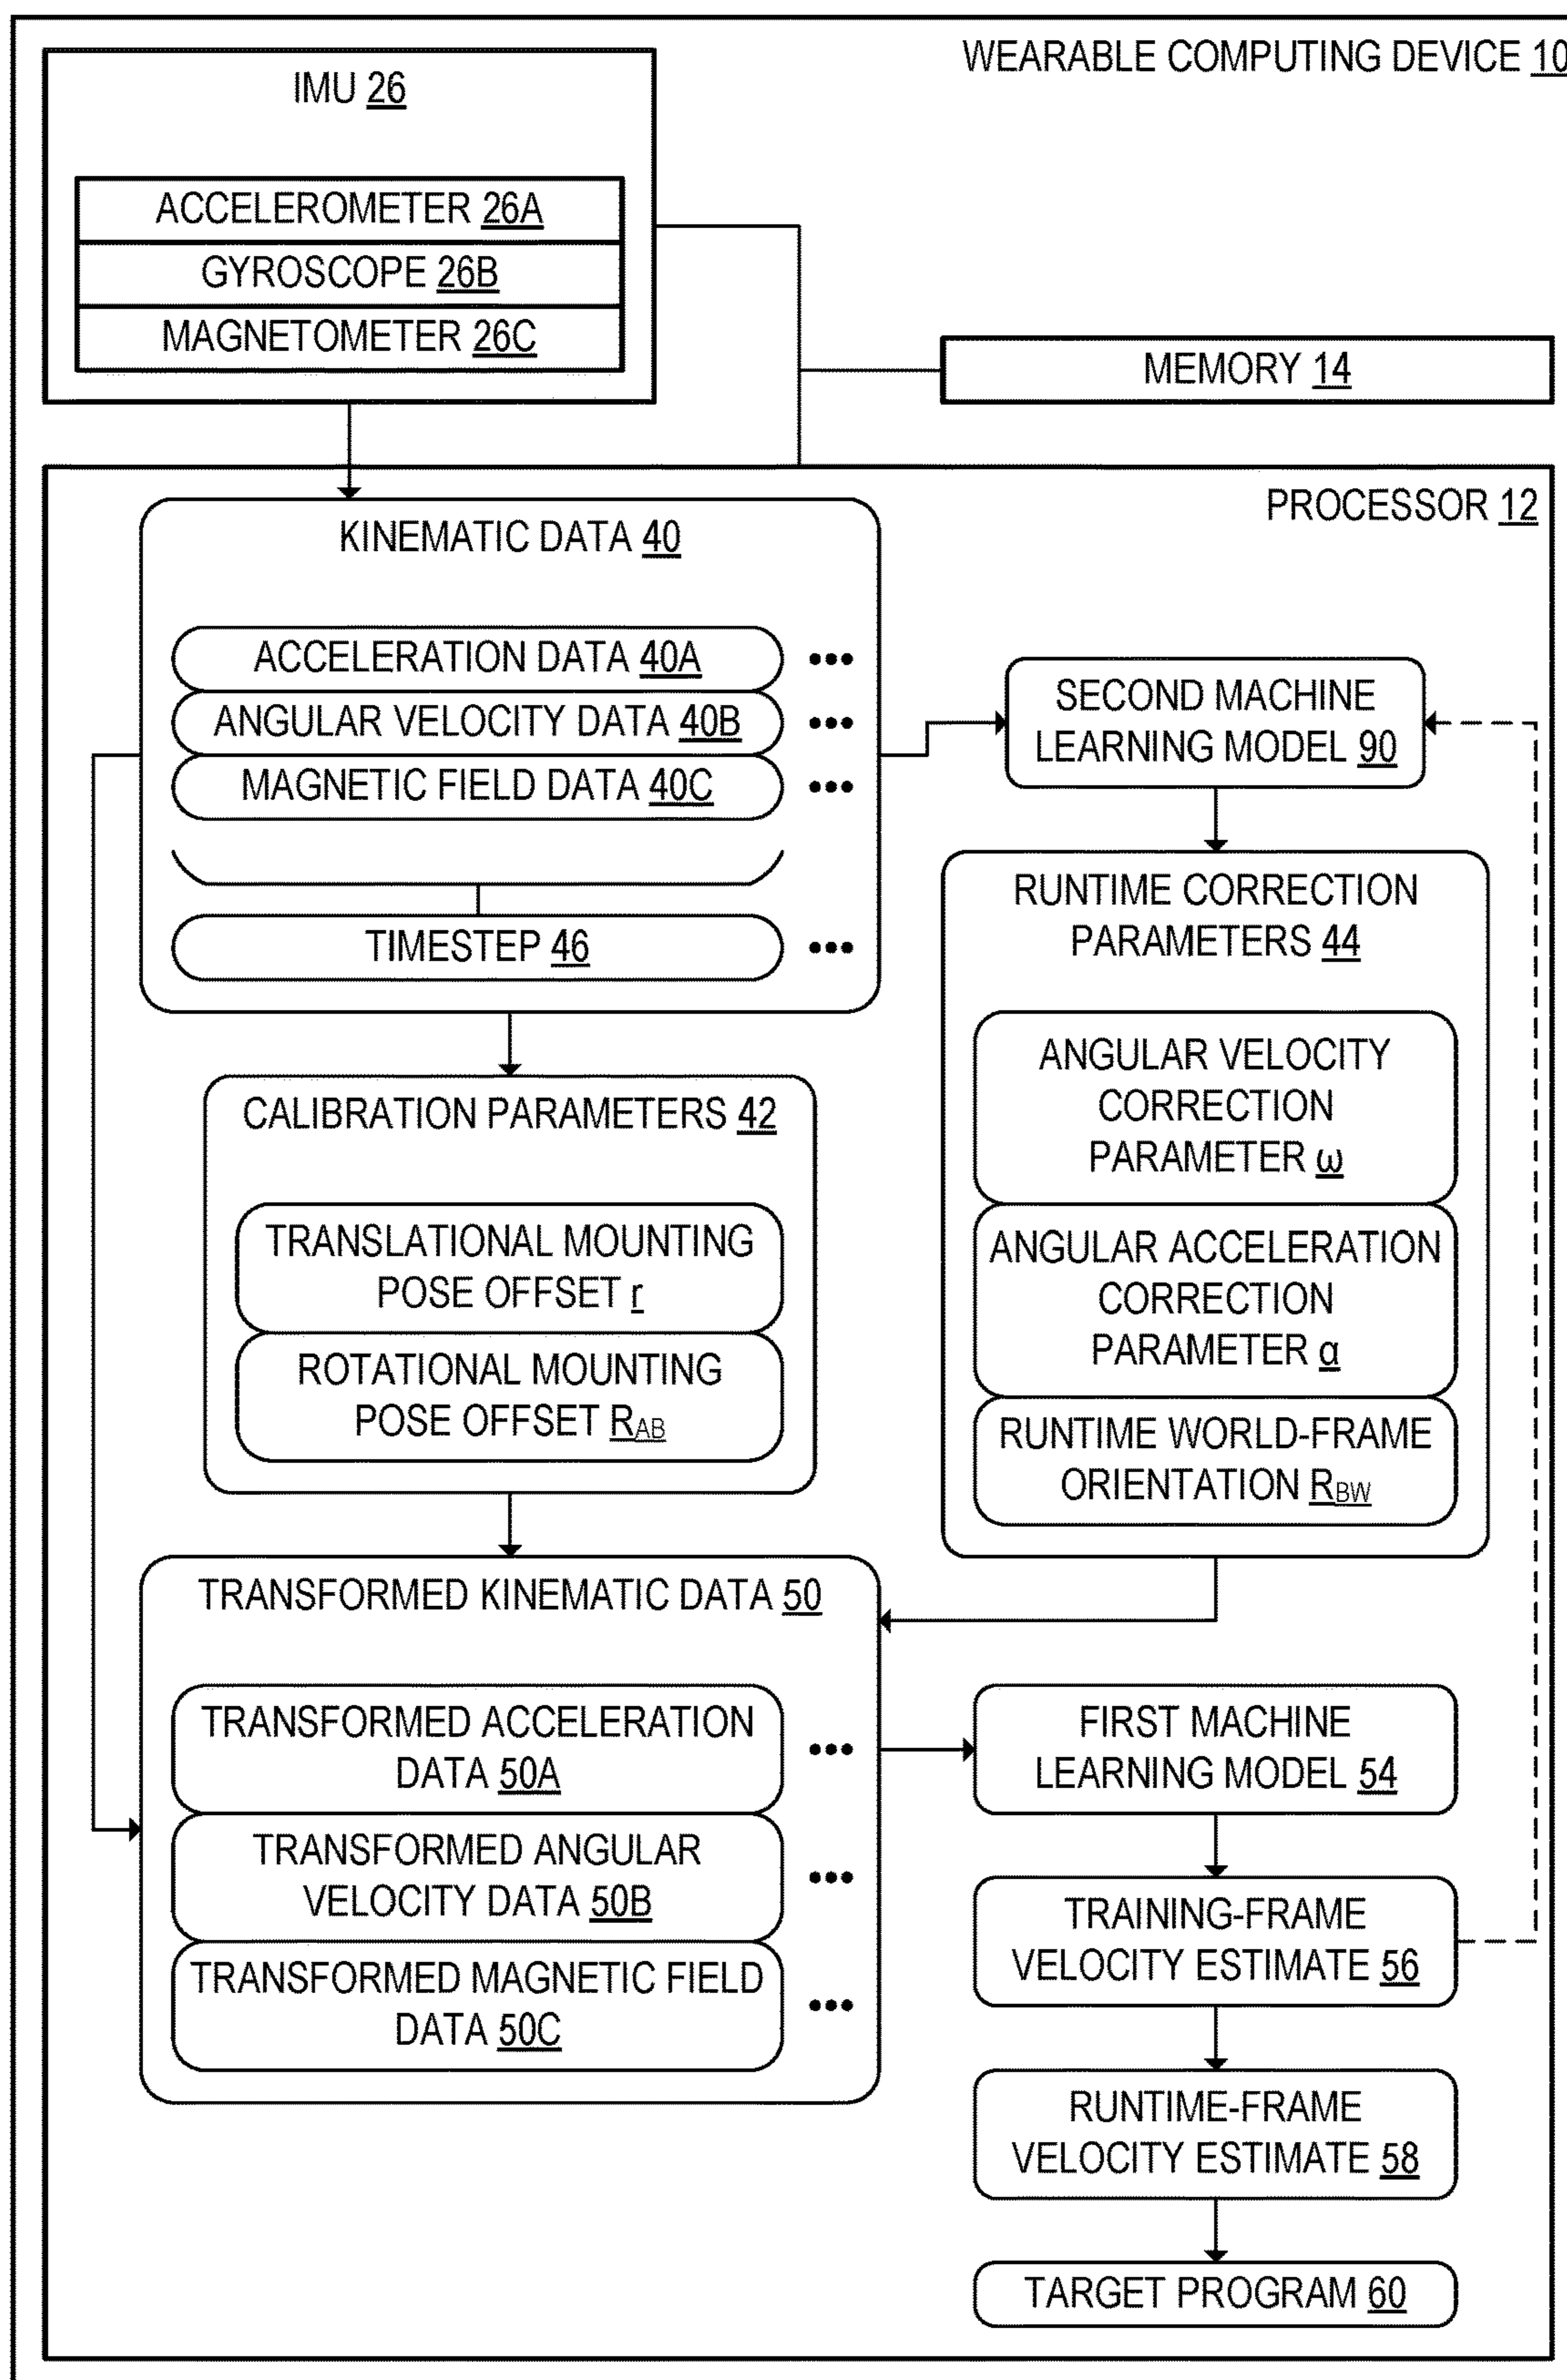 WEARABLE COMPUTING DEVICE 10
IMU 26
ACCELEROMETER 26A
GYROSCOPE 26B
MAGNETOMETER 26C
MEMORY 14
PROCESSOR 12
KINEMATIC DATA 40
ACCELERATION DATA 40A
ANGULAR VELOCITY DATA 40B
MAGNETIC FIELD DATA 40C
TIMESTEP 46
SECOND MACHINE
LEARNING MODEL 90
RUNTIME CORRECTION
PARAMETERS 44
ANGULAR VELOCITY
CORRECTION
PARAMETER ω
ANGULAR ACCELERATION
CORRECTION
PARAMETER α
RUNTIME WORLD-FRAME
ORIENTATION RBW
CALIBRATION PARAMETERS 42
TRANSLATIONAL MOUNTING
POSE OFFSET r
ROTATIONAL MOUNTING
POSE OFFSET RAB
TRANSFORMED KINEMATIC DATA 50
TRANSFORMED ACCELERATION
DATA 50A
TRANSFORMED ANGULAR
VELOCITY DATA 50B
TRANSFORMED MAGNETIC FIELD
DATA 50C
FIRST MACHINE
LEARNING MODEL 54
TRAINING-FRAME
VELOCITY ESTIMATE 56
RUNTIME-FRAME
VELOCITY ESTIMATE 58
TARGET PROGRAM 60